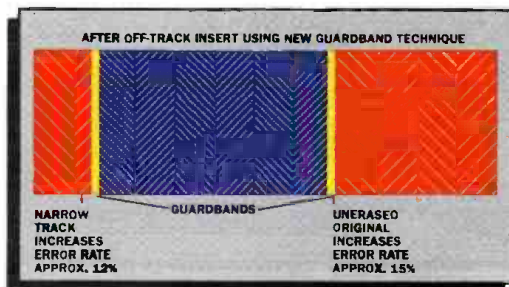 AFTER OFF-TRACK INSERT USING NEW GUARDBAND TECHNIQUE
GUARDBANDS
NARROW
TRACK
INCREASES
ERROR RATE
APPROX. 12%
UNERASED
ORIGINAL
INCREASES
ERROR RATE
APPROX. 15%